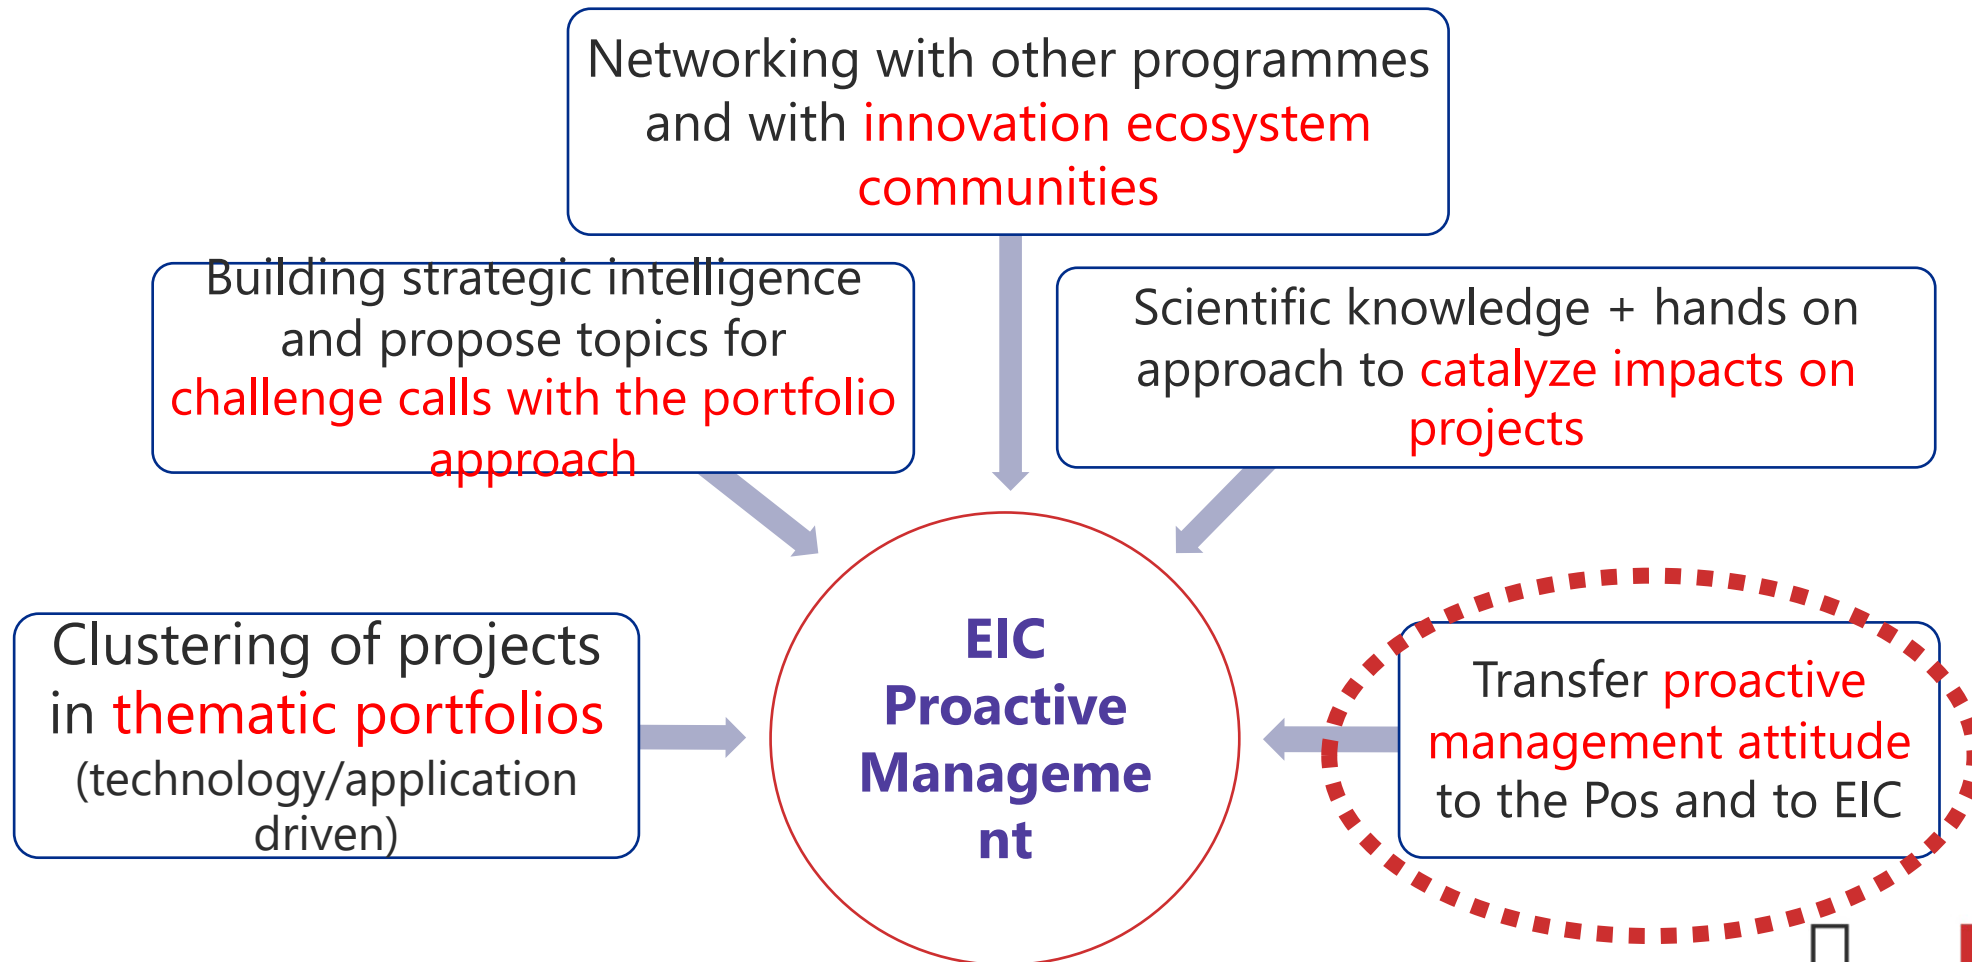 Networking with other programmes
and with innovation ecosystem
communities
Building strategic intelligence
and propose topics for
challenge calls with the portfolio
approach
Scientific knowledge + hands on
approach to catalyze impacts on
projects
Clustering of projects
in thematic portfolios
(technology/application
driven)
EIC
Proactive
Manageme
nt
Transfer proactive
management attitude
to the Pos and to EIC